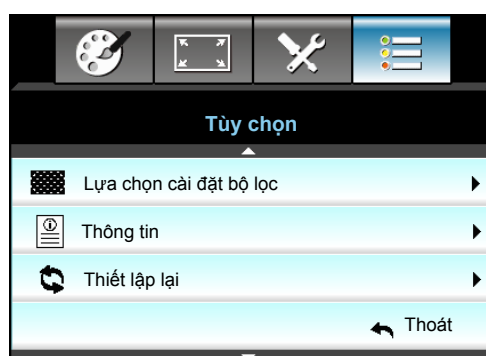 Tùy chọn
Lựa chọn cài đặt bộ lọc
Thông tin
Thiết lập lại
Thoát